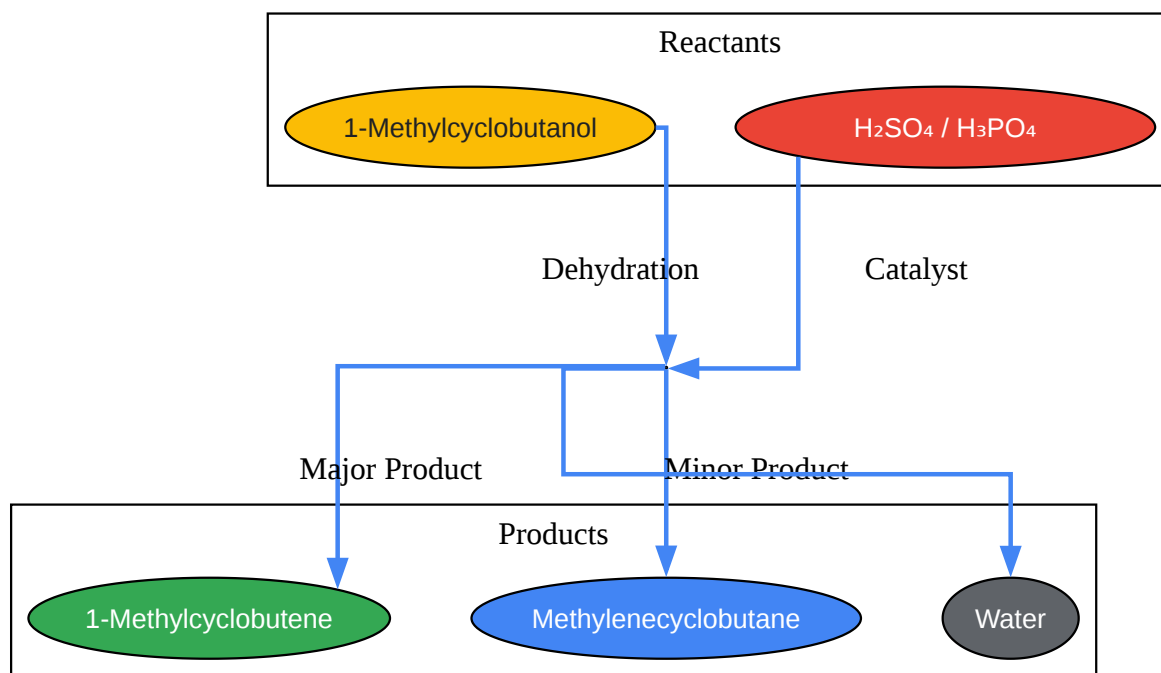 Reactants
1-Methylcyclobutanol
H₂SO₄ / H₃PO₄
Dehydration
Catalyst
Major Product
Minor Product
Products
1-Methylcyclobutene
Methylenecyclobutane
Water